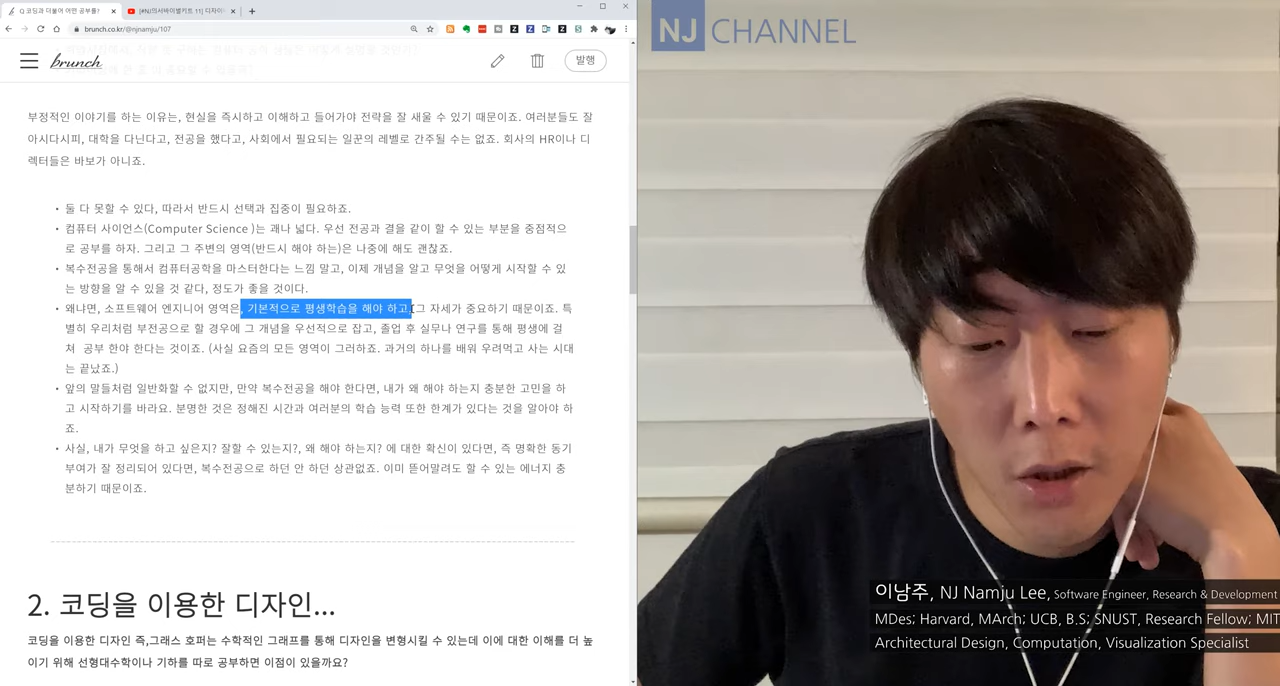 Q 코딩과 더불어 어떤 공부를?
[#NJ의서바이벌키트 11] 디자이
brunch.co.kr/@njnamju/107
brunch
발행
부정적인 이야기를 하는 이유는, 현실을 즉시하고 이해하고 들어가야 전략을 잘 새울 수 있기 때문이죠. 여러분들도 잘
아시다시피, 대학을 다닌다고, 전공을 했다고, 사회에서 필요되는 일꾼의 레벨로 간주될 수는 없죠. 회사의 HR이나 디
렉터들은 바보가 아니죠.
• 둘 다 못할 수 있다, 따라서 반드시 선택과 집중이 필요하죠.
• 컴퓨터 사이언스(Computer Science )는 괘나 넓다. 우선 전공과 결을 같이 할 수 있는 부분을 중점적으
로 공부를 하자. 그리고 그 주변의 영역(반드시 해야 하는)은 나중에 해도 괜찮죠.
• 복수전공을 통해서 컴퓨터공학을 마스터한다는 느낌 말고, 이제 개념을 알고 무엇을 어떻게 시작할 수 있
는 방향을 알 수 있을 것 같다, 정도가 좋을 것이다.
• 왜냐면, 소프트웨어 엔지니어 영역은, 기본적으로 평생학습을 해야 하고, 그 자세가 중요하기 때문이죠. 특
별히 우리처럼 부전공으로 할 경우에 그 개념을 우선적으로 잡고, 졸업 후 실무나 연구를 통해 평생에 걸
쳐 공부 한야 한다는 것이죠. (사실 요즘의 모든 영역이 그러하죠. 과거의 하나를 배워 우려먹고 사는 시대
는 끝났죠.)
• 앞의 말들처럼 일반화할 수 없지만, 만약 복수전공을 해야 한다면, 내가 왜 해야 하는지 충분한 고민을 하
고 시작하기를 바라요. 분명한 것은 정해진 시간과 여러분의 학습 능력 또한 한계가 있다는 것을 알아야 하
죠.
• 사실, 내가 무엇을 하고 싶은지? 잘할 수 있는지?, 왜 해야 하는지? 에 대한 확신이 있다면, 즉 명확한 동기
부여가 잘 정리되어 있다면, 복수전공으로 하던 안 하던 상관없죠. 이미 뜯어말려도 할 수 있는 에너지 충
분하기 때문이죠.
2. 코딩을 이용한 디자인...
코딩을 이용한 디자인 즉,그래스 호퍼는 수학적인 그래프를 통해 디자인을 변형시킬 수 있는데 이에 대한 이해를 더 높
이기 위해 선형대수학이나 기하를 따로 공부하면 이점이 있을까요?
NJ CHANNEL
이남주, NJ Namju Lee, Software Engineer, Research & Development
MDes; Harvard, MArch; UCB, B.S; SNUST, Research Fellow; MIT
Architectural Design, Computation, Visualization Specialist